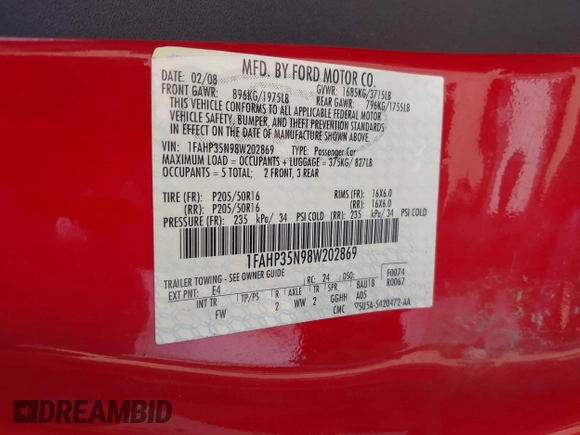 MFD. BY FORD MOTOR CO.
DATE: 02/08 GVWR: 1685KG/3715LB
FRONT GAWR: 896KG/1975LB REAR GAWR: 796KG/1755LB
THIS VEHICLE CONFORMS TO ALL APPLICABLE FEDERAL MOTOR
VEHICLE SAFETY, BUMPER, AND THEFT PREVENTION STANDARDS
IN EFFECT ON THE DATE OF MANUFACTURE SHOWN ABOVE.
VIN: 1FAHP35N98W202869 TYPE: Passenger Car
MAXIMUM LOAD = OCCUPANTS + LUGGAGE = 375KG/ 827LB
OCCUPANTS = 5 TOTAL; 2 FRONT, 3 REAR
TIRE (FR): P205/50R16 RIMS (FR): 16X6.0
(RR): P205/50R16 (RR): 16X6.0
PRESSURE (FR): 235 kPa/ 34 PSI COLD (RR): 235 kPa/ 34 PSI COLD
1FAHP35N98W202869
TRAILER TOWING - SEE OWNER GUIDE RC: 24 DSO: F0074
EXT PNT: E4 BAU1B R0067
INT TR TP/PS R AXLE TR SPR A05
FW 2 WW 2 GGHH
CMC 5U5A-5420472-AA
DREAMBID